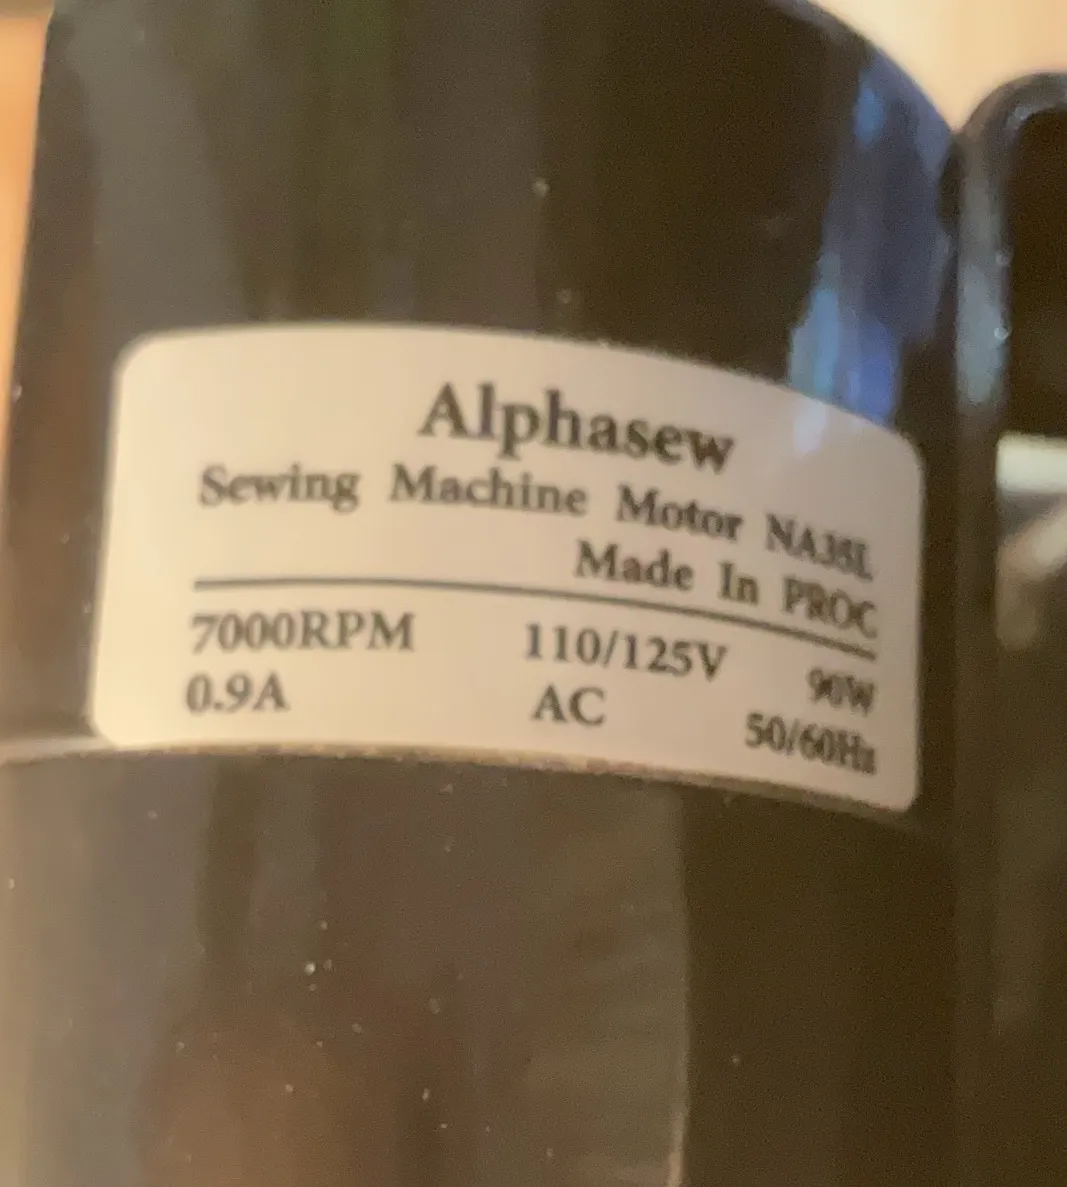 Alphasew
Sewing Machine Motor NA35L
Made In PROC
7000RPM 110/125V 90W
0.9A AC 50/60Hz